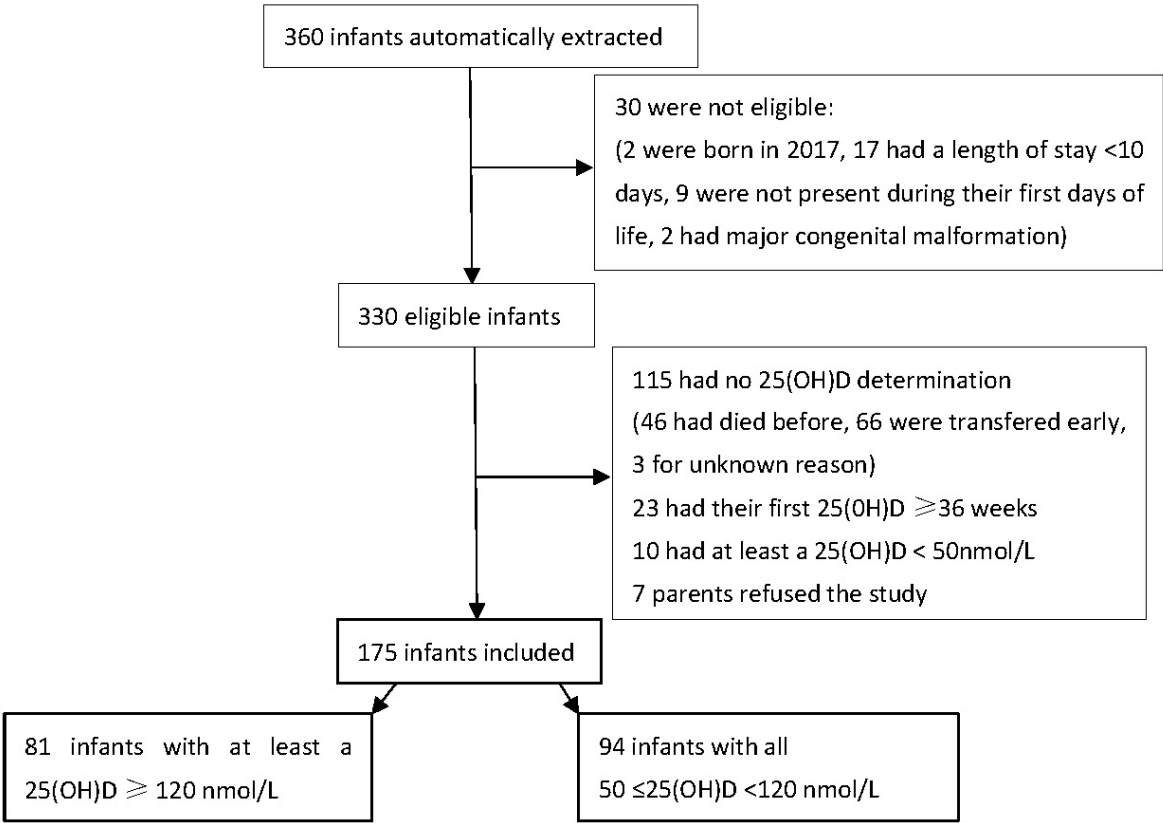 360 infants automatically extracted
30 were not eligible:
(2 were born in 2017, 17 had a length of stay <10
days, 9 were not present during their first days of
life, 2 had major congenital malformation)
330 eligible infants
115 had no 25(OH)D determination
(46 had died before, 66 were transfered early,
3 for unknown reason)
23 had their first 25(0H)D ⩾36 weeks
10 had at least a 25(OH)D < 50nmol/L
7 parents refused the study
175 infants included
81 infants with at least a
25(OH)D ⩾ 120 nmol/L
94 infants with all
50 ≤25(OH)D <120 nmol/L